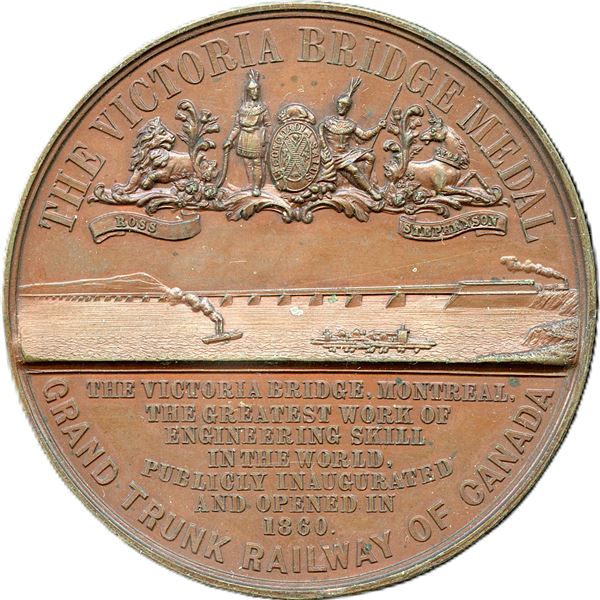 THE VICTORIA BRIDGE MEDAL
ROSS
STEPHENSON
THE VICTORIA BRIDGE, MONTREAL,
THE GREATEST WORK OF
ENGINEERING SKILL
IN THE WORLD,
PUBLICLY INAUGURATED
AND OPENED IN
1860.
GRAND TRUNK RAILWAY OF CANADA